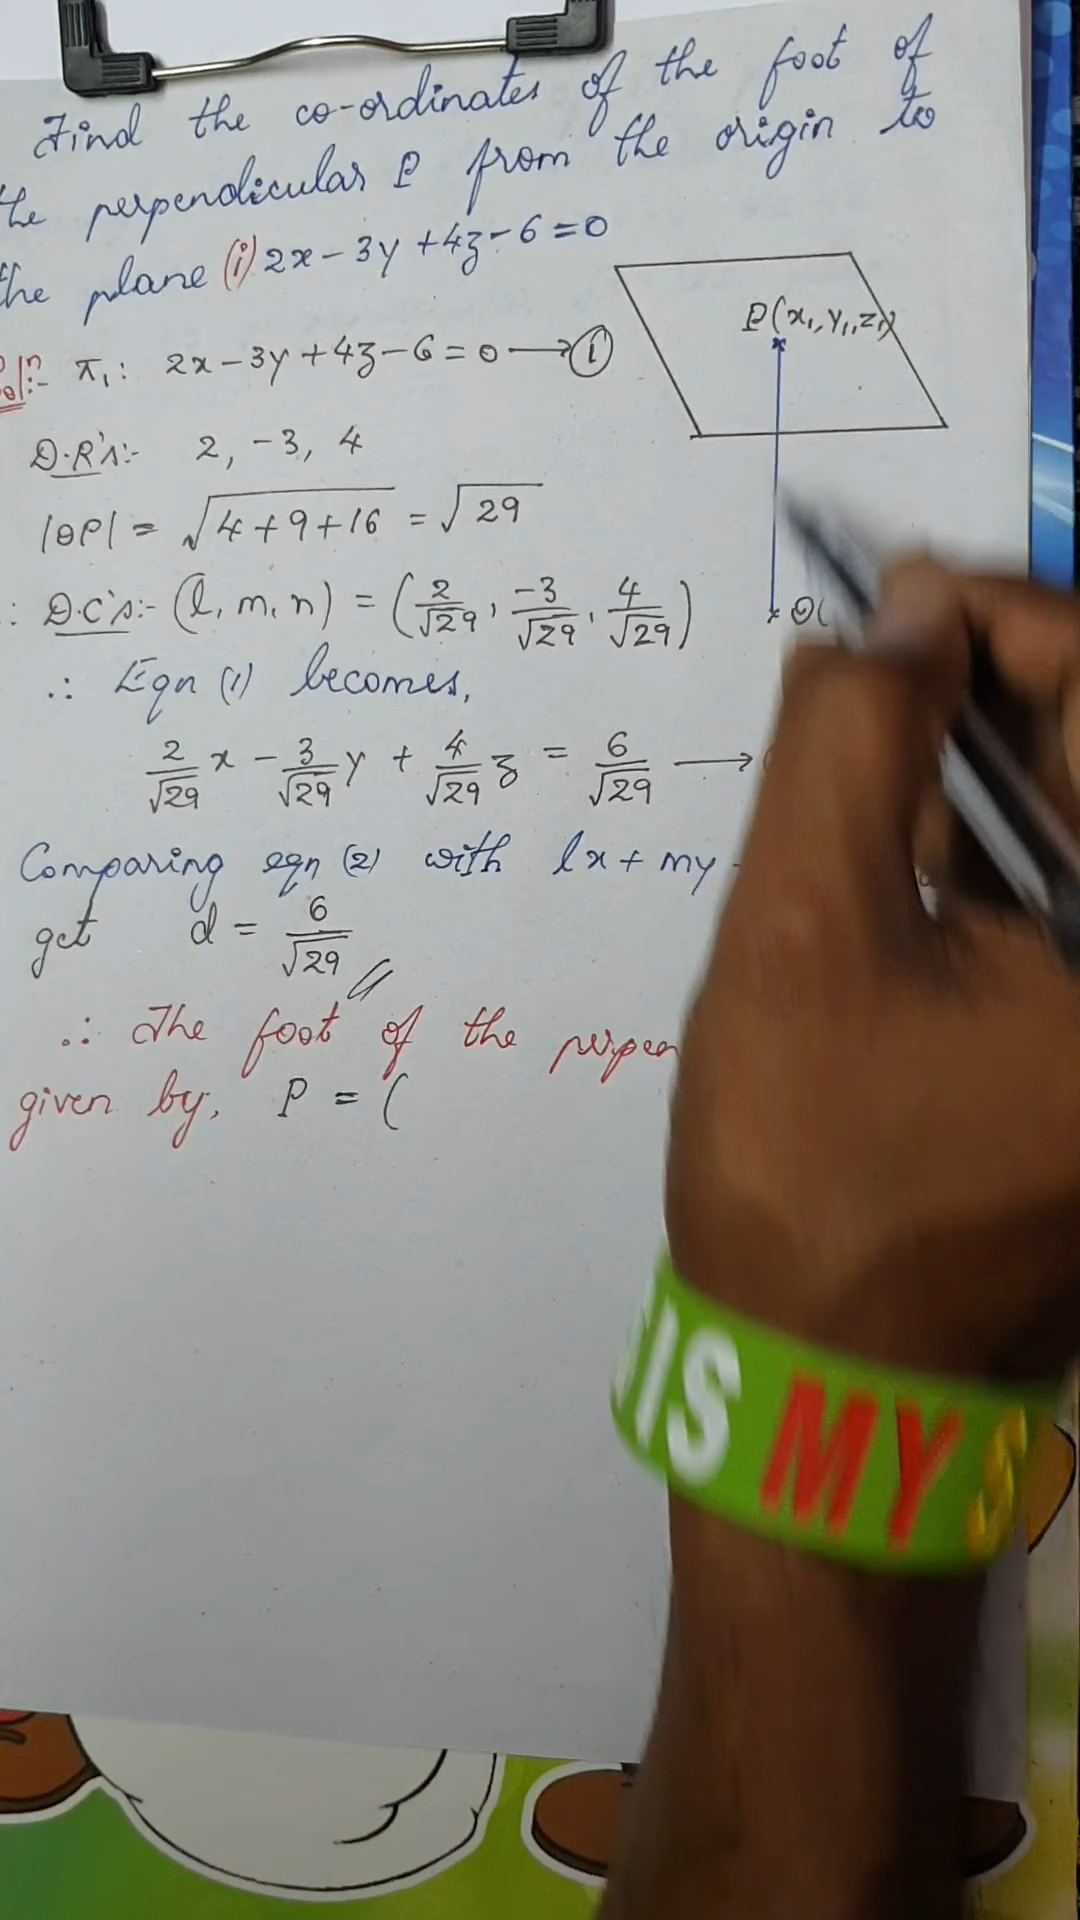 Find the co-ordinates of the foot of
the perpendicular P from the origin to
the plane (i) 2x-3y+4z-6=0
P(x₁,y₁,z₁)
Sol:- π₁: 2x-3y+4z-6=0 → ①
D.R's:- 2, -3, 4
|OP| = √(4+9+16) = √29
O(
∴ D.C's:- (l, m, n) = (2/√29, -3/√29, 4/√29)
∴ Eqn (1) becomes,
2/√29 x - 3/√29 y + 4/√29 z = 6/√29 →
Comparing eqn (2) with lx + my
get d = 6/√29
∴ The foot of the
given by, P = (
IS MY